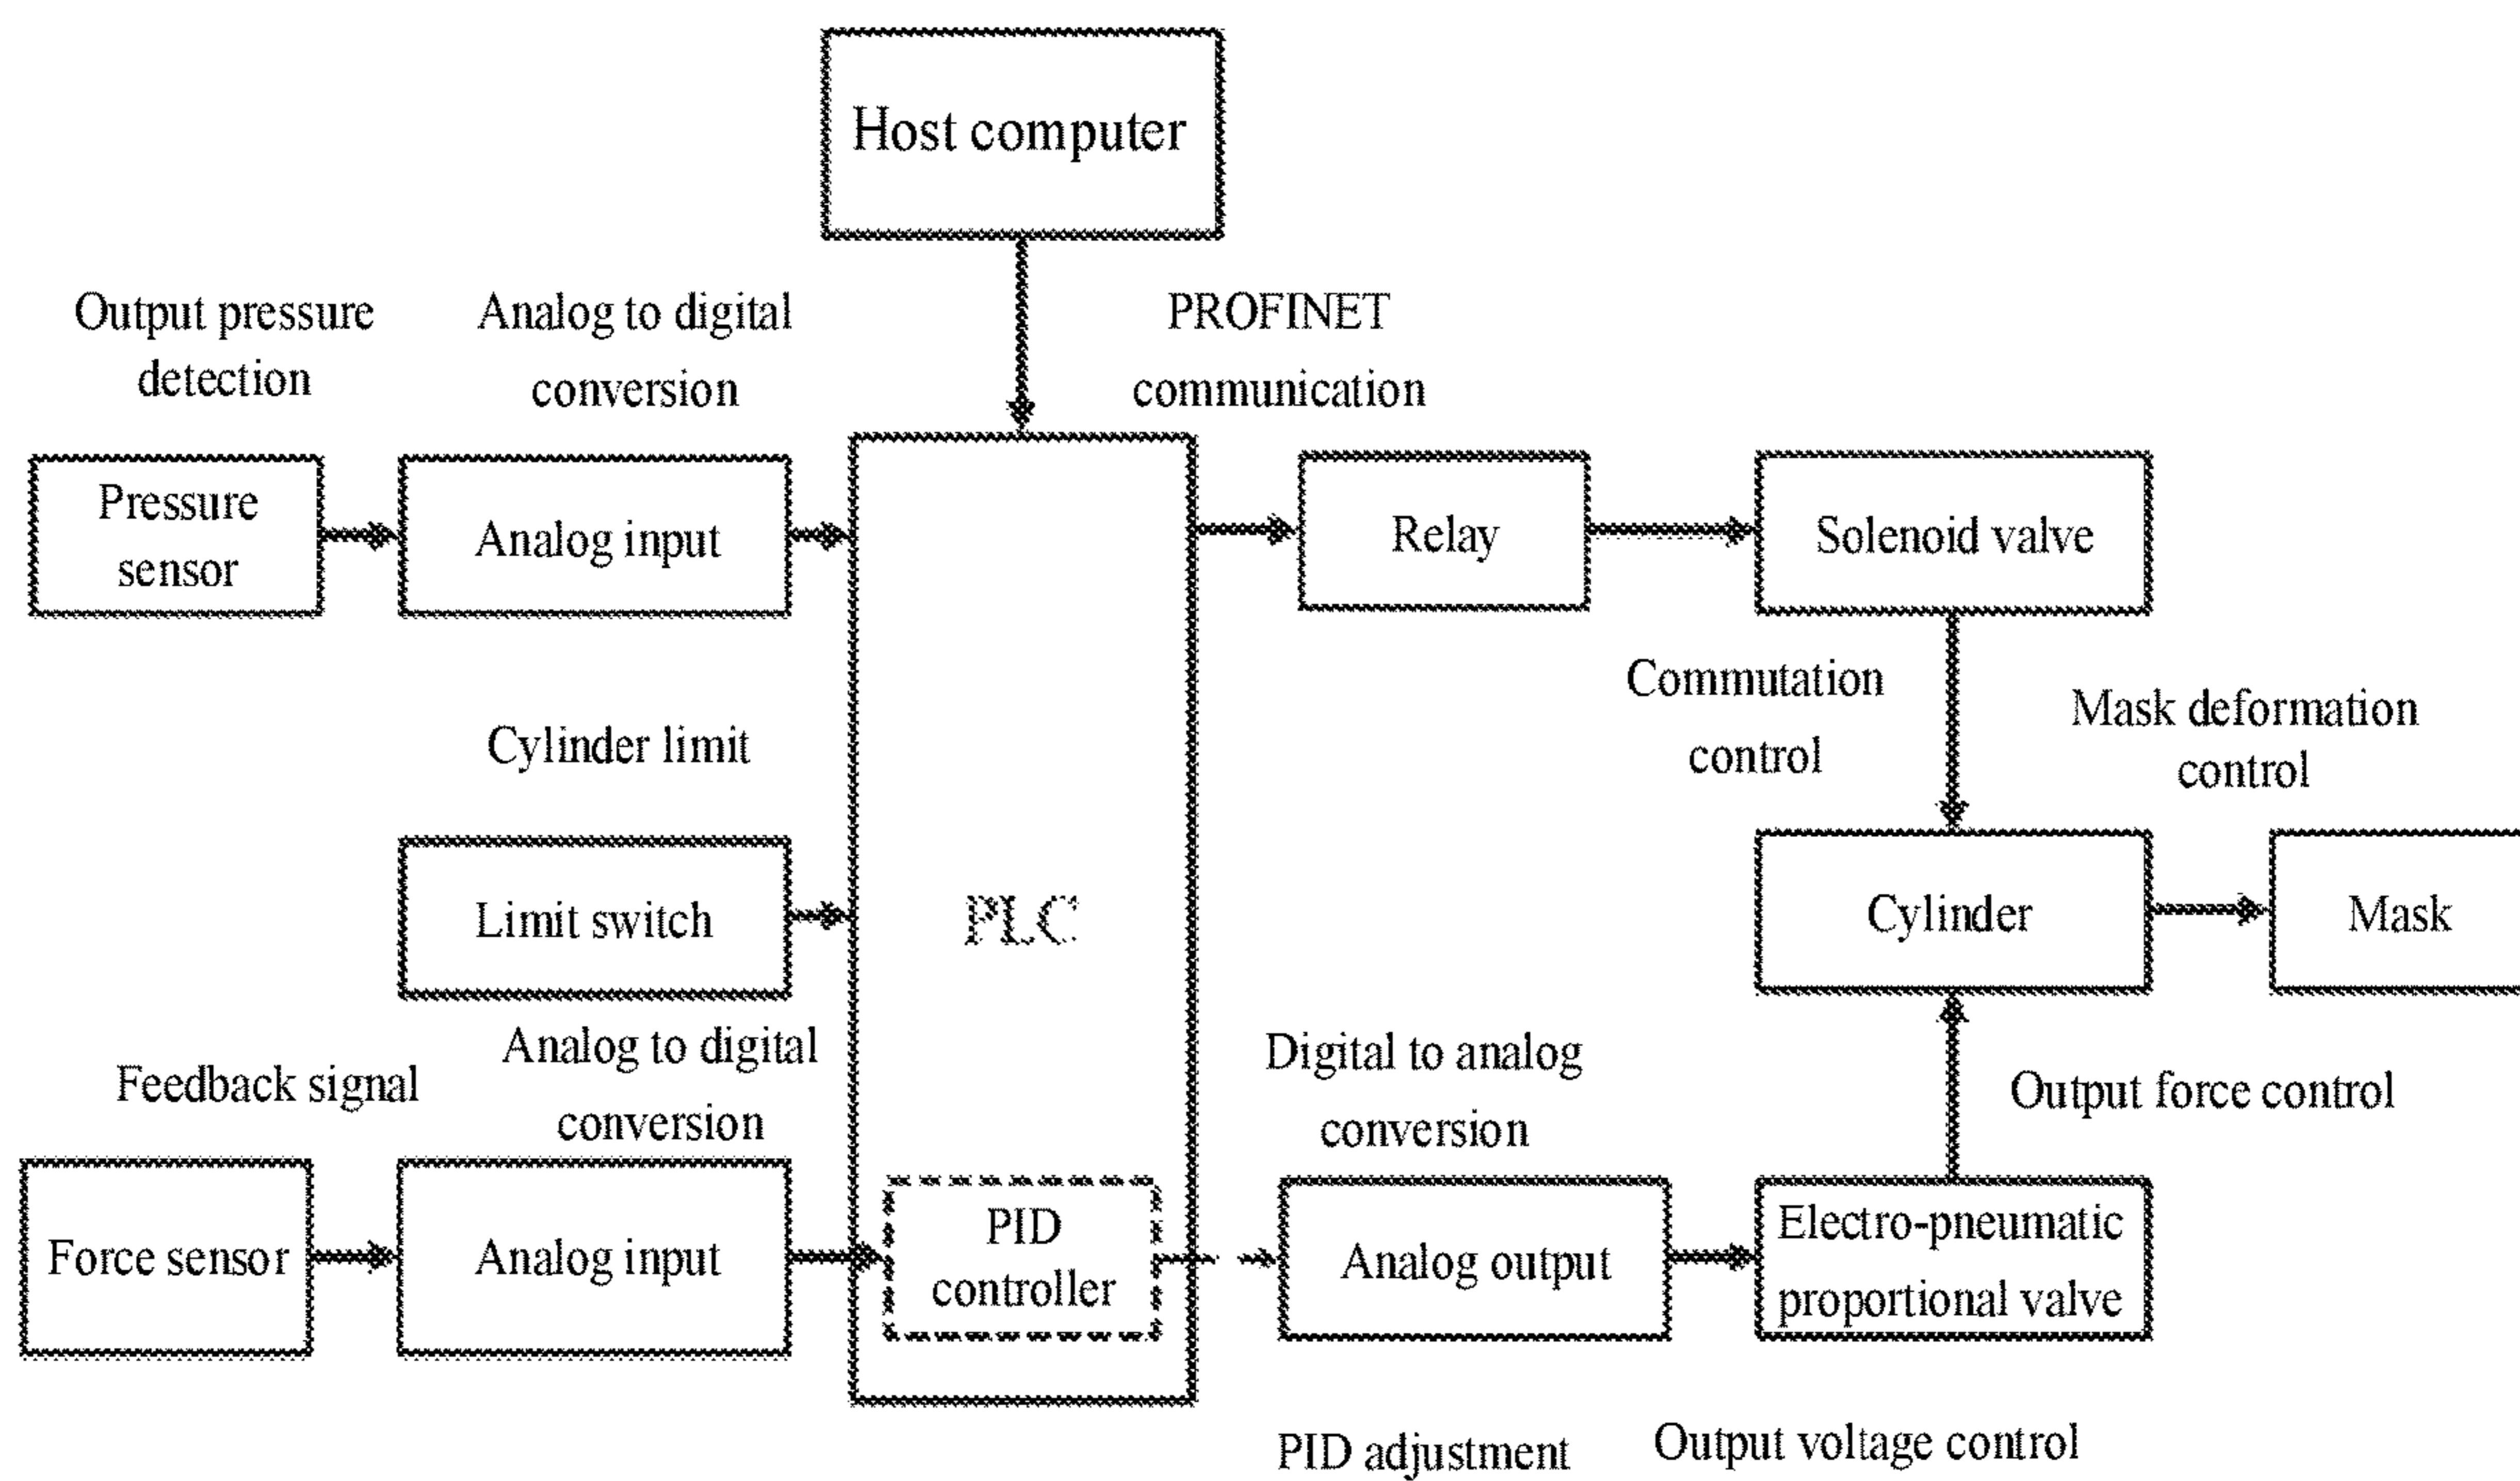 Host computer
Output pressure
detection
Analog to digital
conversion
PROFINET
communication
Pressure
sensor
Analog input
Relay
Solenoid valve
Commutation
control
Mask deformation
control
Cylinder limit
Limit switch
PLC
Cylinder
Mask
Feedback signal
Analog to digital
conversion
Digital to analog
conversion
Output force control
Force sensor
Analog input
PID
controller
Analog output
Electro-pneumatic
proportional valve
PID adjustment
Output voltage control